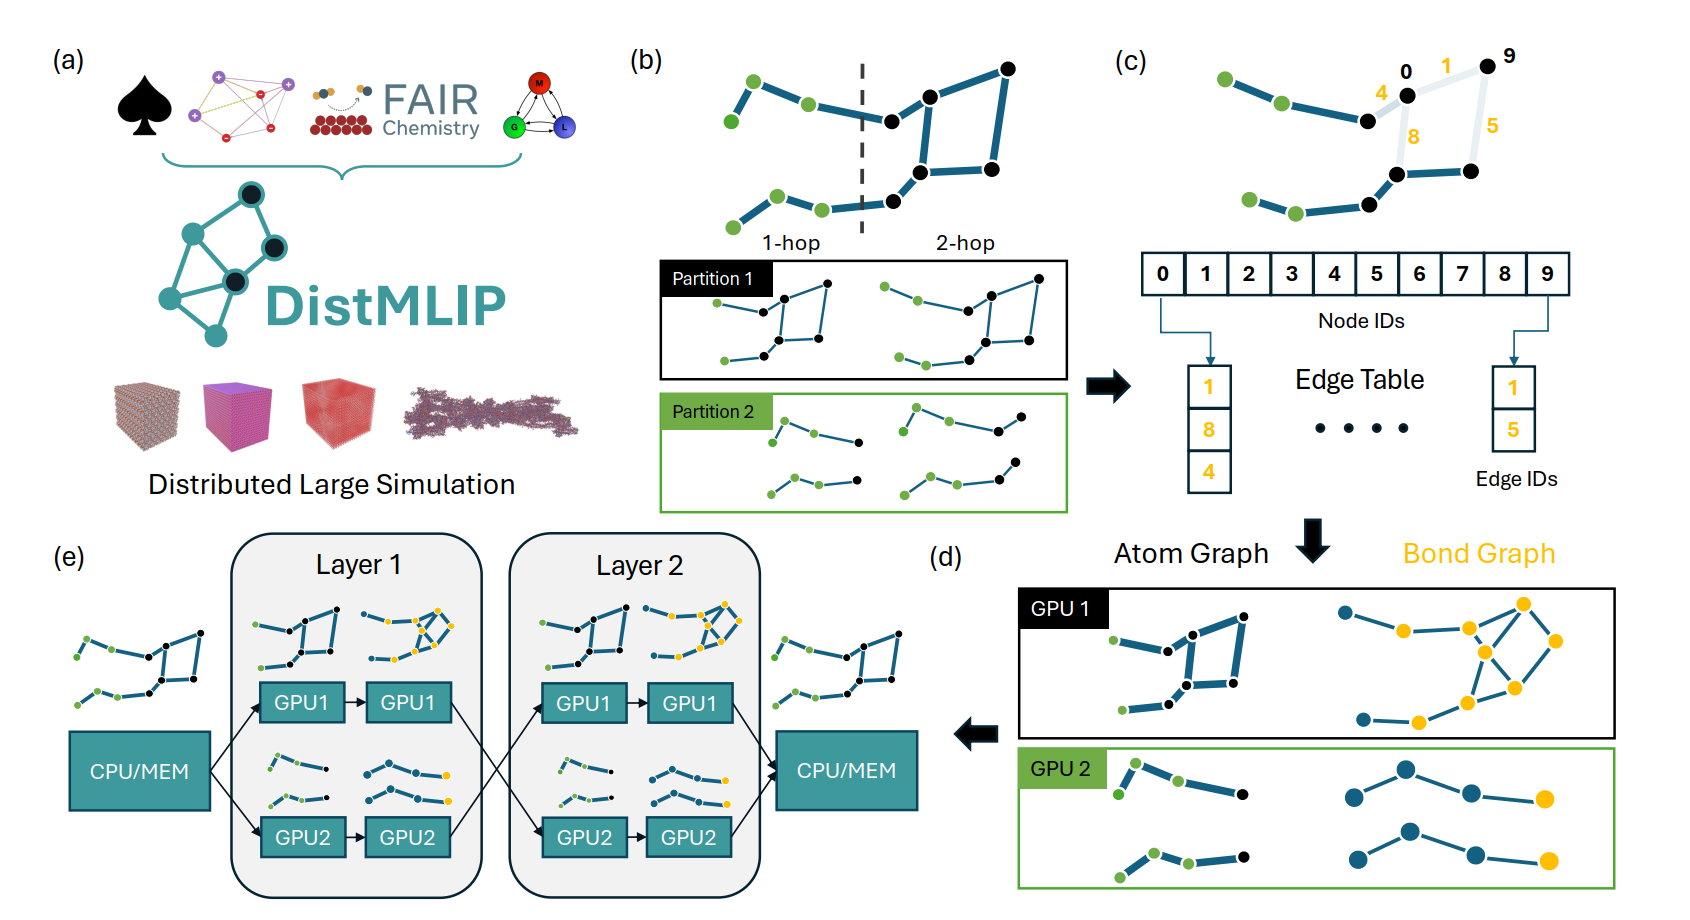 (a)
+
+
+
-
-
-
FAIR
Chemistry
M
G
L
DistMLIP
Distributed Large Simulation
(b)
1-hop
2-hop
Partition 1
Partition 2
(c)
0
1
9
4
8
5
0 1 2 3 4 5 6 7 8 9
Node IDs
1
8
4
Edge Table
1
5
Edge IDs
(d)
Atom Graph
Bond Graph
GPU 1
GPU 2
(e)
Layer 1
Layer 2
GPU1
GPU1
GPU1
GPU1
CPU/MEM
CPU/MEM
GPU2
GPU2
GPU2
GPU2